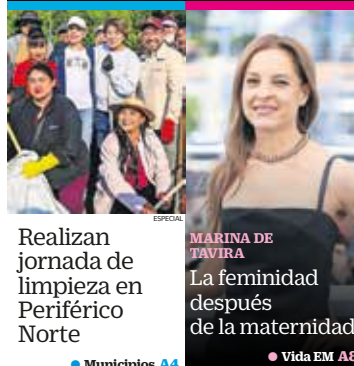 ESPECIAL
Realizan
jornada de
limpieza en
Periférico
Norte
Municipios A4
MARINA DE
TAVIRA
La feminidad
después
de la maternidad
Vida EM A8